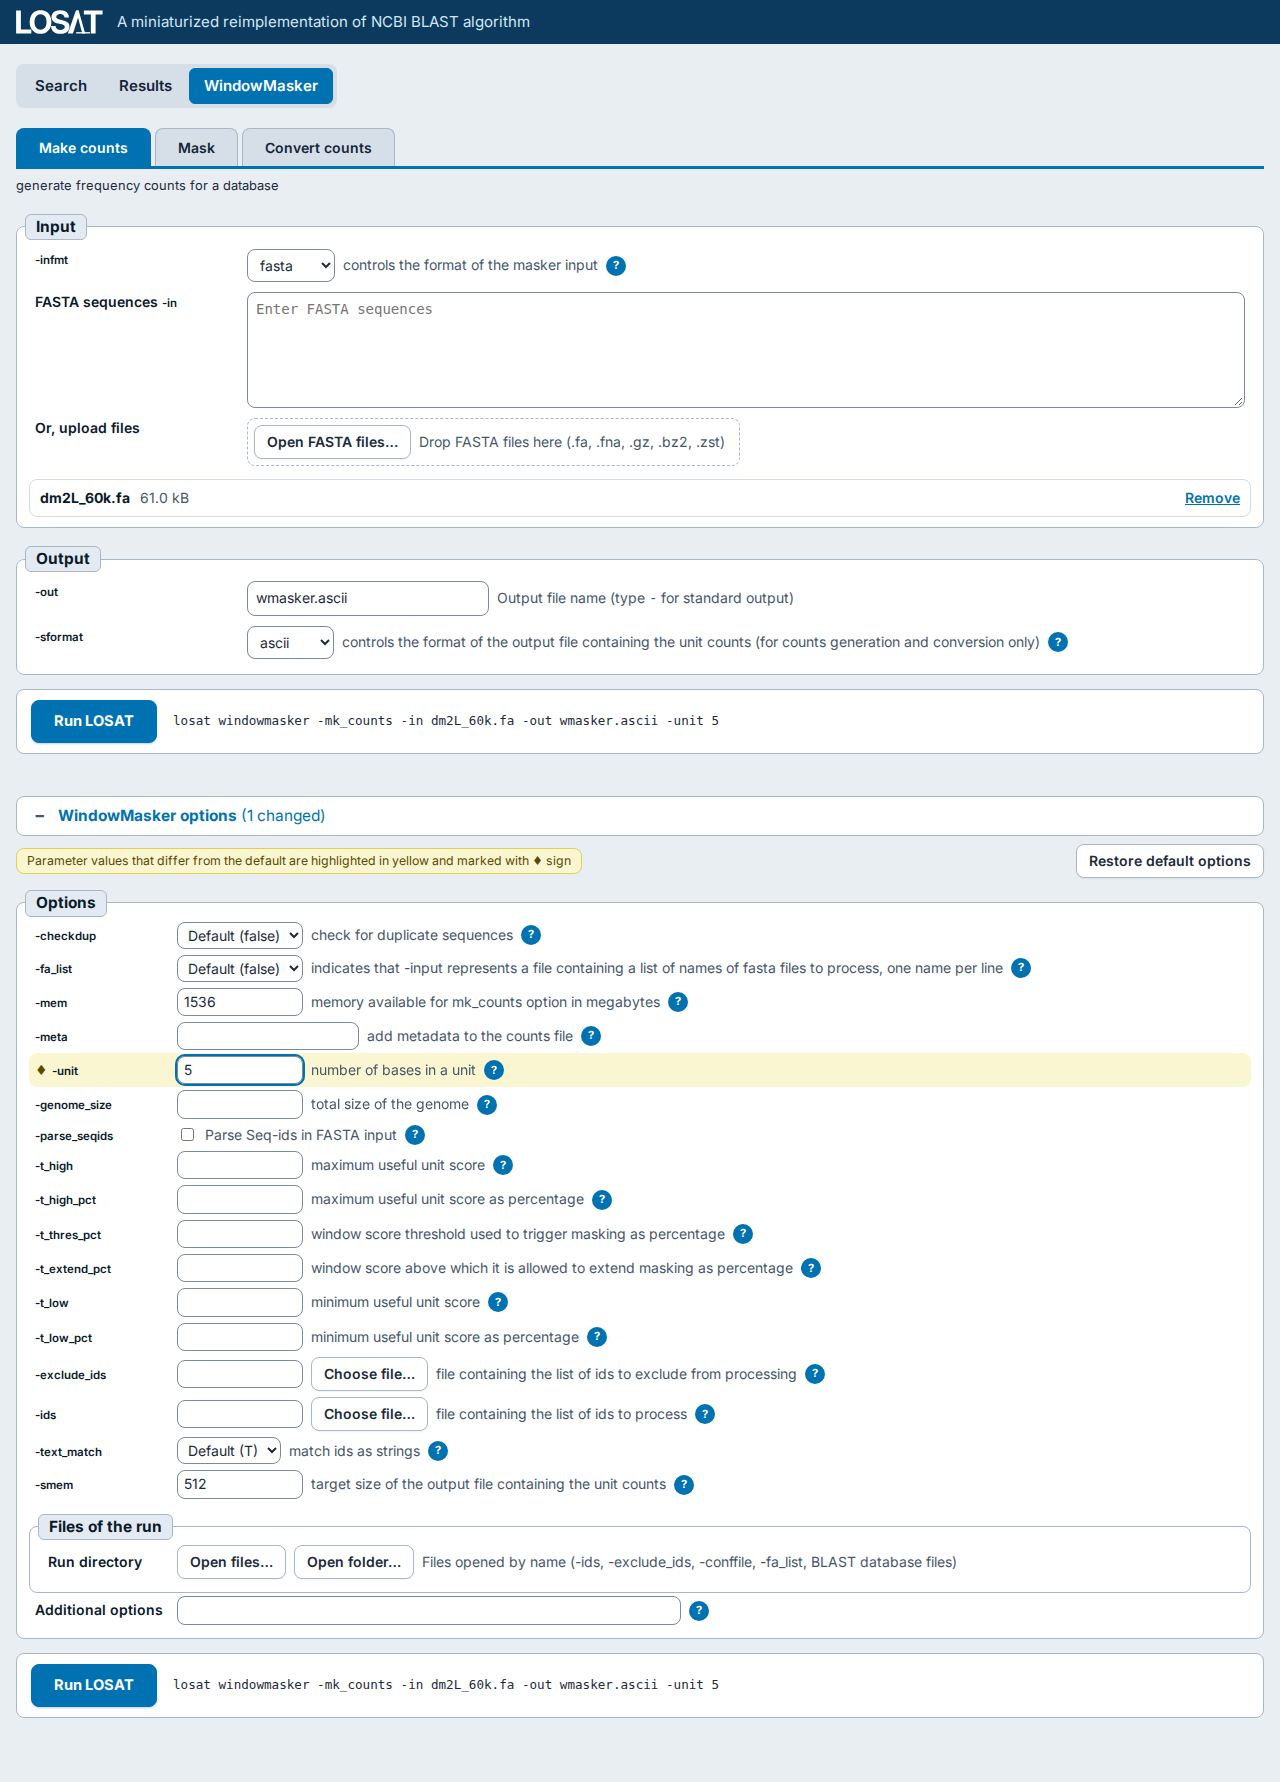 LOSAT A miniaturized reimplementation of NCBI BLAST algorithm
Search Results WindowMasker
Make counts Mask Convert counts
generate frequency counts for a database
Input
-infmt fasta controls the format of the masker input ?
FASTA sequences -in Enter FASTA sequences
Or, upload files Open FASTA files... Drop FASTA files here (.fa, .fna, .gz, .bz2, .zst)
dm2L_60k.fa 61.0 kB Remove
Output
-out wmasker.ascii Output file name (type - for standard output)
-sformat ascii controls the format of the output file containing the unit counts (for counts generation and conversion only) ?
Run LOSAT losat windowmasker -mk_counts -in dm2L_60k.fa -out wmasker.ascii -unit 5
− WindowMasker options (1 changed)
Parameter values that differ from the default are highlighted in yellow and marked with ♦ sign Restore default options
Options
-checkdup Default (false) check for duplicate sequences ?
-fa_list Default (false) indicates that -input represents a file containing a list of names of fasta files to process, one name per line ?
-mem 1536 memory available for mk_counts option in megabytes ?
-meta add metadata to the counts file ?
♦ -unit 5 number of bases in a unit ?
-genome_size total size of the genome ?
-parse_seqids Parse Seq-ids in FASTA input ?
-t_high maximum useful unit score ?
-t_high_pct maximum useful unit score as percentage ?
-t_thres_pct window score threshold used to trigger masking as percentage ?
-t_extend_pct window score above which it is allowed to extend masking as percentage ?
-t_low minimum useful unit score ?
-t_low_pct minimum useful unit score as percentage ?
-exclude_ids Choose file... file containing the list of ids to exclude from processing ?
-ids Choose file... file containing the list of ids to process ?
-text_match Default (T) match ids as strings ?
-smem 512 target size of the output file containing the unit counts ?
Files of the run
Run directory Open files... Open folder... Files opened by name (-ids, -exclude_ids, -conffile, -fa_list, BLAST database files)
Additional options ?
Run LOSAT losat windowmasker -mk_counts -in dm2L_60k.fa -out wmasker.ascii -unit 5